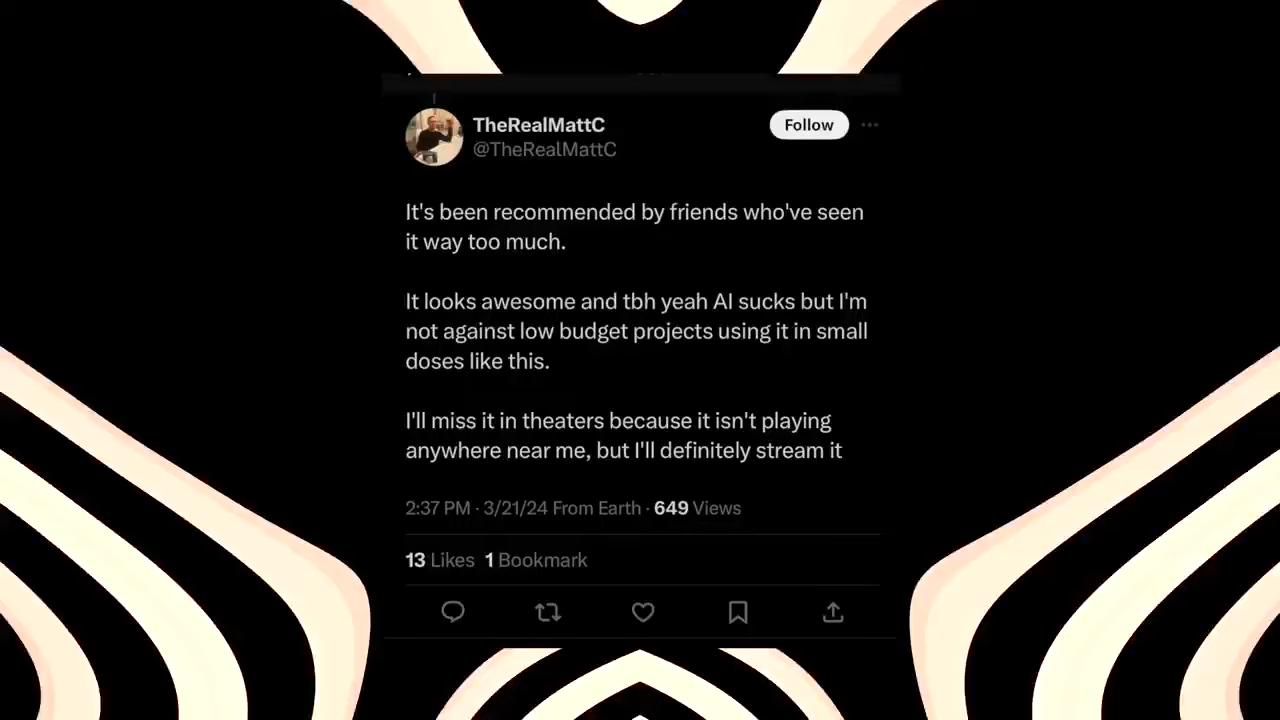 TheRealMattC
Follow
@TheRealMattC
It's been recommended by friends who've seen
it way too much.
It looks awesome and tbh yeah AI sucks but I'm
not against low budget projects using it in small
doses like this.
I'll miss it in theaters because it isn't playing
anywhere near me, but I'll definitely stream it
2:37 PM · 3/21/24 From Earth · 649 Views
13 Likes 1 Bookmark